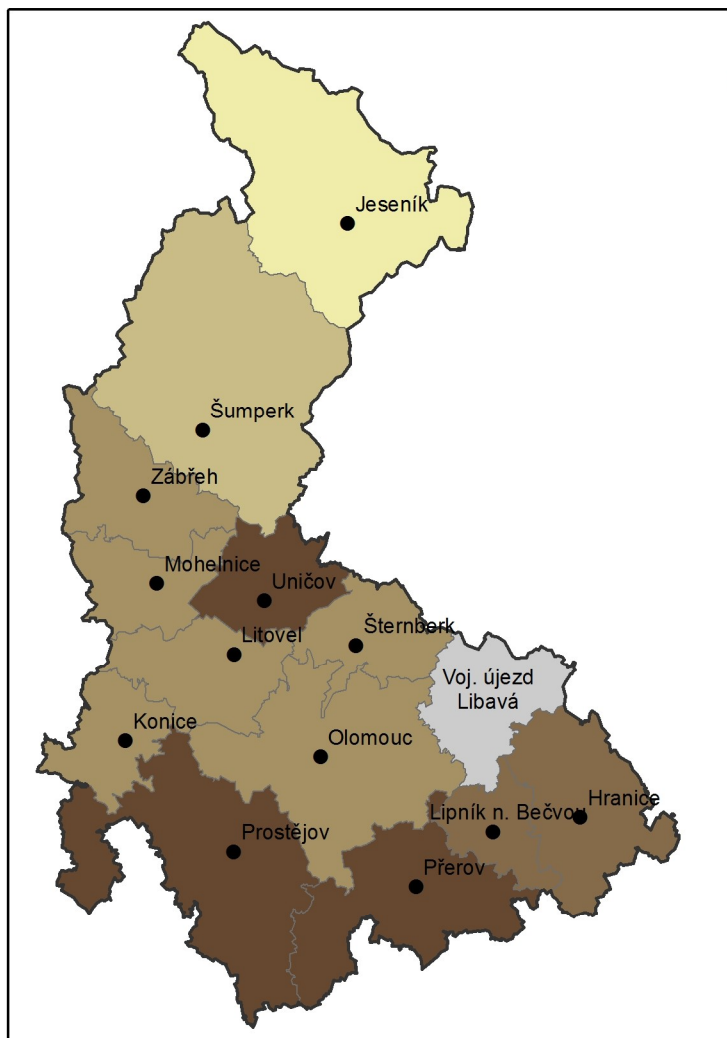 Jeseník
Šumperk
Zábřeh
Mohelnice
Uničov
Šternberk
Litovel
Voj. újezd
Libavá
Konice
Olomouc
Hranice
Lipník n. Bečvou
Prostějov
Přerov